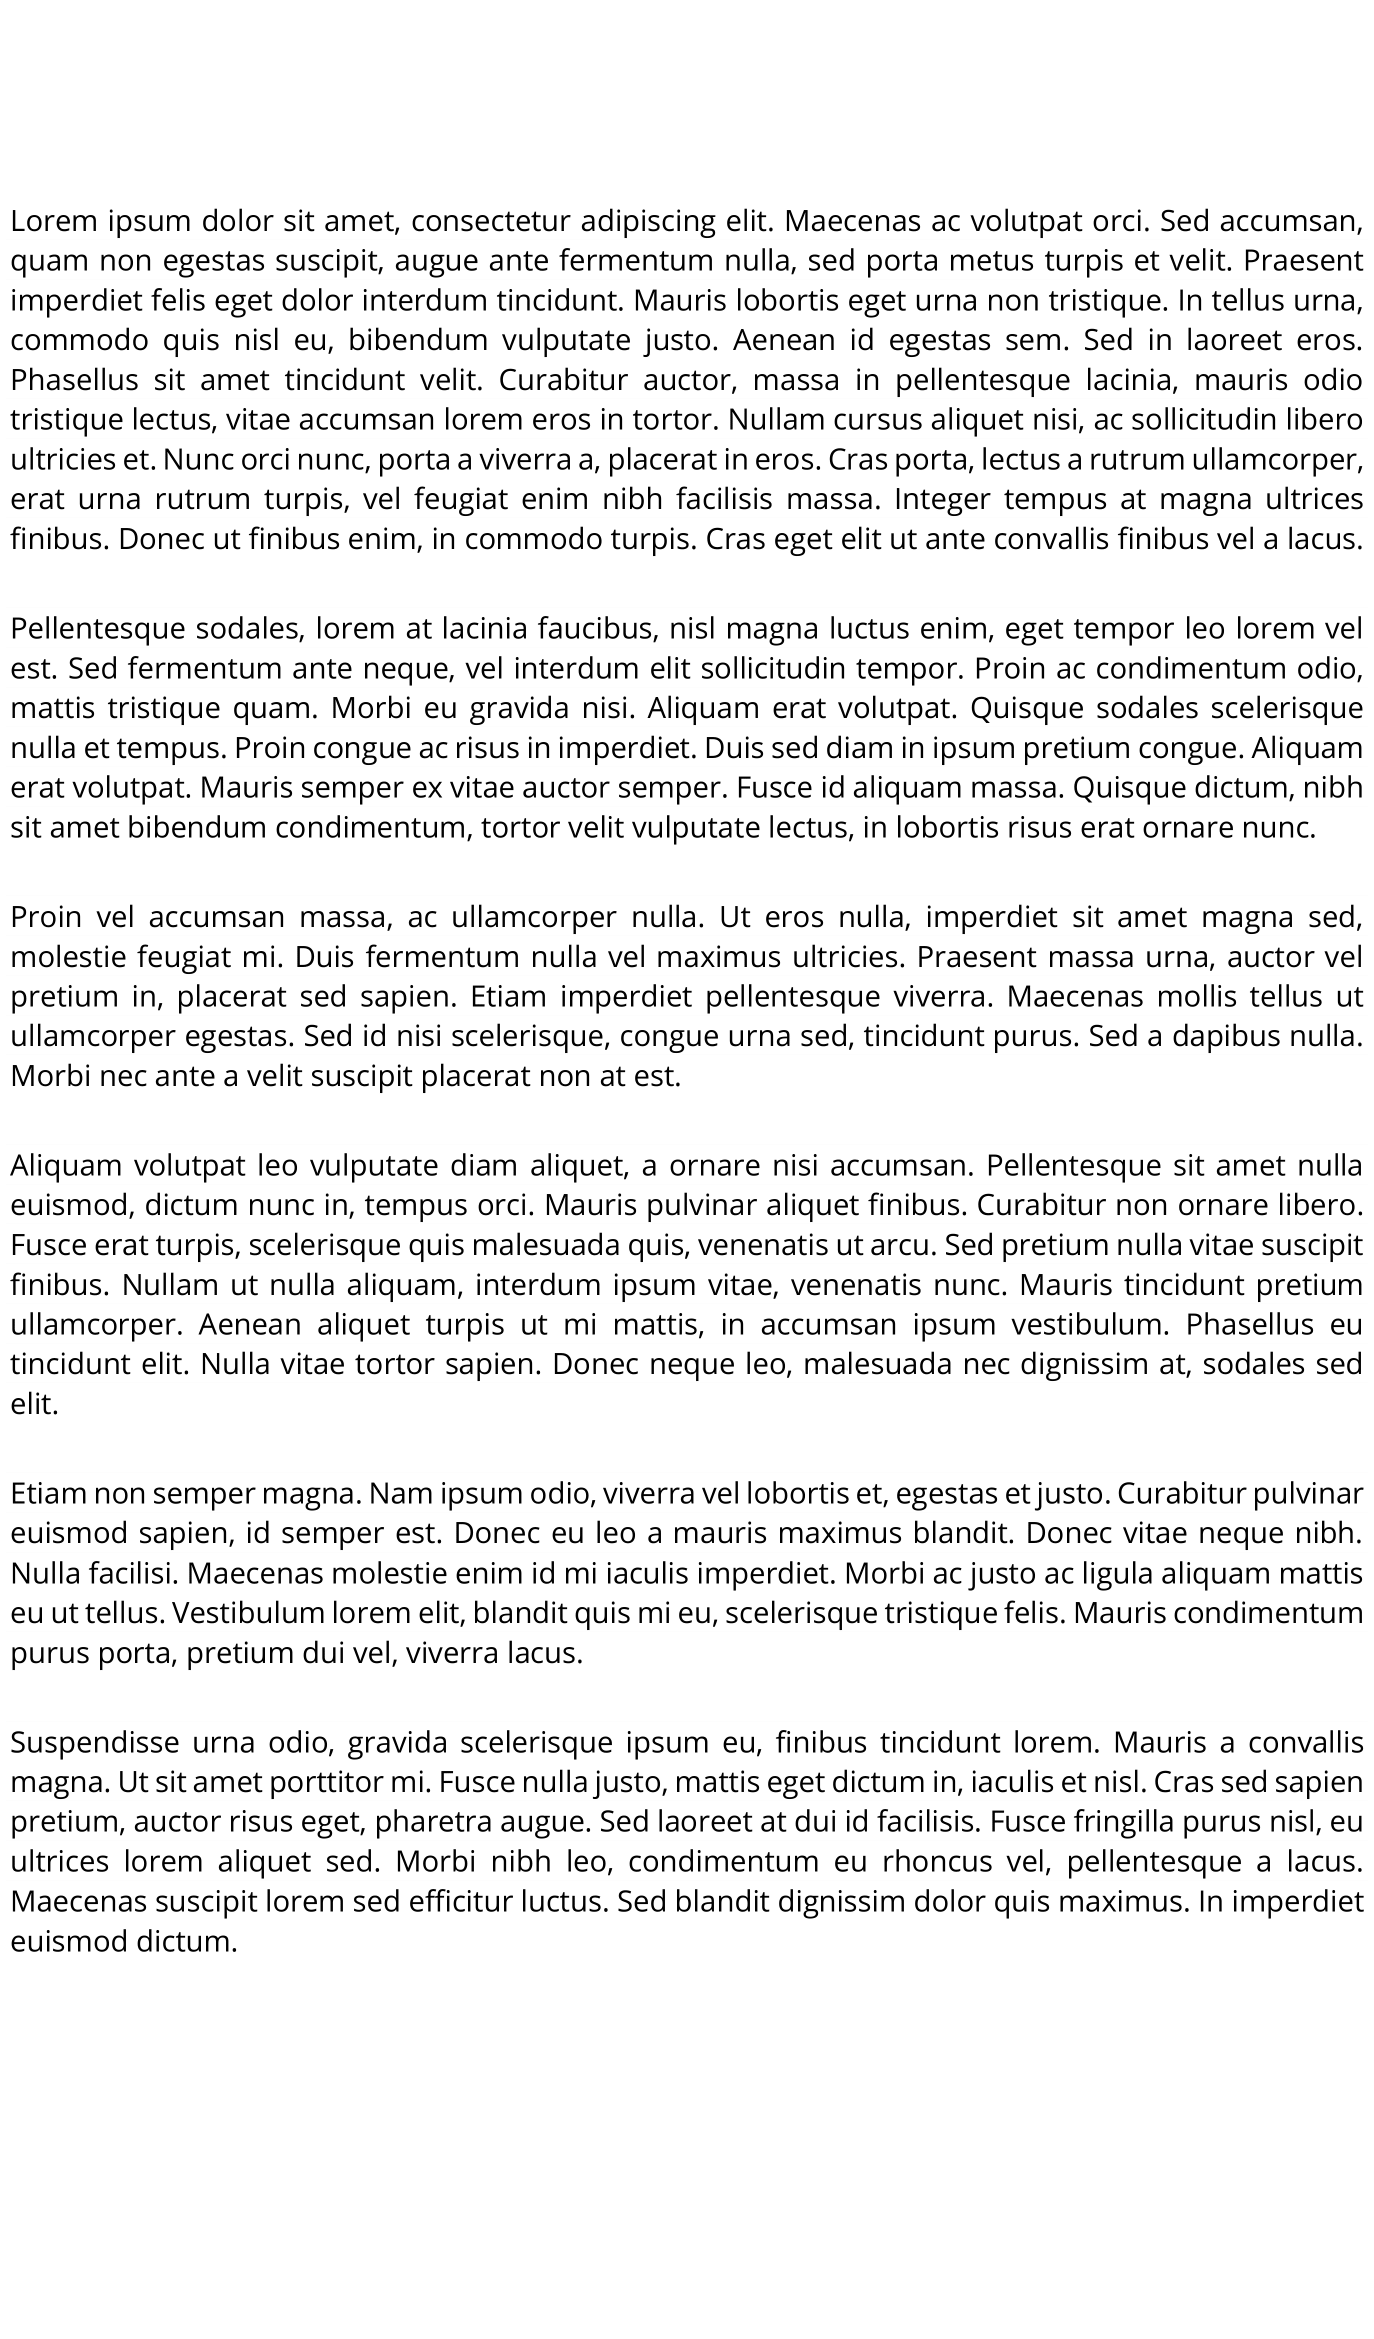 Lorem ipsum dolor sit amet, consectetur adipiscing elit. Maecenas ac volutpat orci. Sed accumsan,
quam non egestas suscipit, augue ante fermentum nulla, sed porta metus turpis et velit. Praesent
imperdiet felis eget dolor interdum tincidunt. Mauris lobortis eget urna non tristique. In tellus urna,
commodo quis nisl eu, bibendum vulputate justo. Aenean id egestas sem. Sed in laoreet eros.
Phasellus sit amet tincidunt velit. Curabitur auctor, massa in pellentesque lacinia, mauris odio
tristique lectus, vitae accumsan lorem eros in tortor. Nullam cursus aliquet nisi, ac sollicitudin libero
ultricies et. Nunc orci nunc, porta a viverra a, placerat in eros. Cras porta, lectus a rutrum ullamcorper,
erat urna rutrum turpis, vel feugiat enim nibh facilisis massa. Integer tempus at magna ultrices
finibus. Donec ut finibus enim, in commodo turpis. Cras eget elit ut ante convallis finibus vel a lacus.
Pellentesque sodales, lorem at lacinia faucibus, nisl magna luctus enim, eget tempor leo lorem vel
est. Sed fermentum ante neque, vel interdum elit sollicitudin tempor. Proin ac condimentum odio,
mattis tristique quam. Morbi eu gravida nisi. Aliquam erat volutpat. Quisque sodales scelerisque
nulla et tempus. Proin congue ac risus in imperdiet. Duis sed diam in ipsum pretium congue. Aliquam
erat volutpat. Mauris semper ex vitae auctor semper. Fusce id aliquam massa. Quisque dictum, nibh
sit amet bibendum condimentum, tortor velit vulputate lectus, in lobortis risus erat ornare nunc.
Proin vel accumsan massa, ac ullamcorper nulla. Ut eros nulla, imperdiet sit amet magna sed,
molestie feugiat mi. Duis fermentum nulla vel maximus ultricies. Praesent massa urna, auctor vel
pretium in, placerat sed sapien. Etiam imperdiet pellentesque viverra. Maecenas mollis tellus ut
ullamcorper egestas. Sed id nisi scelerisque, congue urna sed, tincidunt purus. Sed a dapibus nulla.
Morbi nec ante a velit suscipit placerat non at est.
Aliquam volutpat leo vulputate diam aliquet, a ornare nisi accumsan. Pellentesque sit amet nulla
euismod, dictum nunc in, tempus orci. Mauris pulvinar aliquet finibus. Curabitur non ornare libero.
Fusce erat turpis, scelerisque quis malesuada quis, venenatis ut arcu. Sed pretium nulla vitae suscipit
finibus. Nullam ut nulla aliquam, interdum ipsum vitae, venenatis nunc. Mauris tincidunt pretium
ullamcorper. Aenean aliquet turpis ut mi mattis, in accumsan ipsum vestibulum. Phasellus eu
tincidunt elit. Nulla vitae tortor sapien. Donec neque leo, malesuada nec dignissim at, sodales sed
elit.
Etiam non semper magna. Nam ipsum odio, viverra vel lobortis et, egestas et justo. Curabitur pulvinar
euismod sapien, id semper est. Donec eu leo a mauris maximus blandit. Donec vitae neque nibh.
Nulla facilisi. Maecenas molestie enim id mi iaculis imperdiet. Morbi ac justo ac ligula aliquam mattis
eu ut tellus. Vestibulum lorem elit, blandit quis mi eu, scelerisque tristique felis. Mauris condimentum
purus porta, pretium dui vel, viverra lacus.
Suspendisse urna odio, gravida scelerisque ipsum eu, finibus tincidunt lorem. Mauris a convallis
magna. Ut sit amet porttitor mi. Fusce nulla justo, mattis eget dictum in, iaculis et nisl. Cras sed sapien
pretium, auctor risus eget, pharetra augue. Sed laoreet at dui id facilisis. Fusce fringilla purus nisl, eu
ultrices lorem aliquet sed. Morbi nibh leo, condimentum eu rhoncus vel, pellentesque a lacus.
Maecenas suscipit lorem sed efficitur luctus. Sed blandit dignissim dolor quis maximus. In imperdiet
euismod dictum.